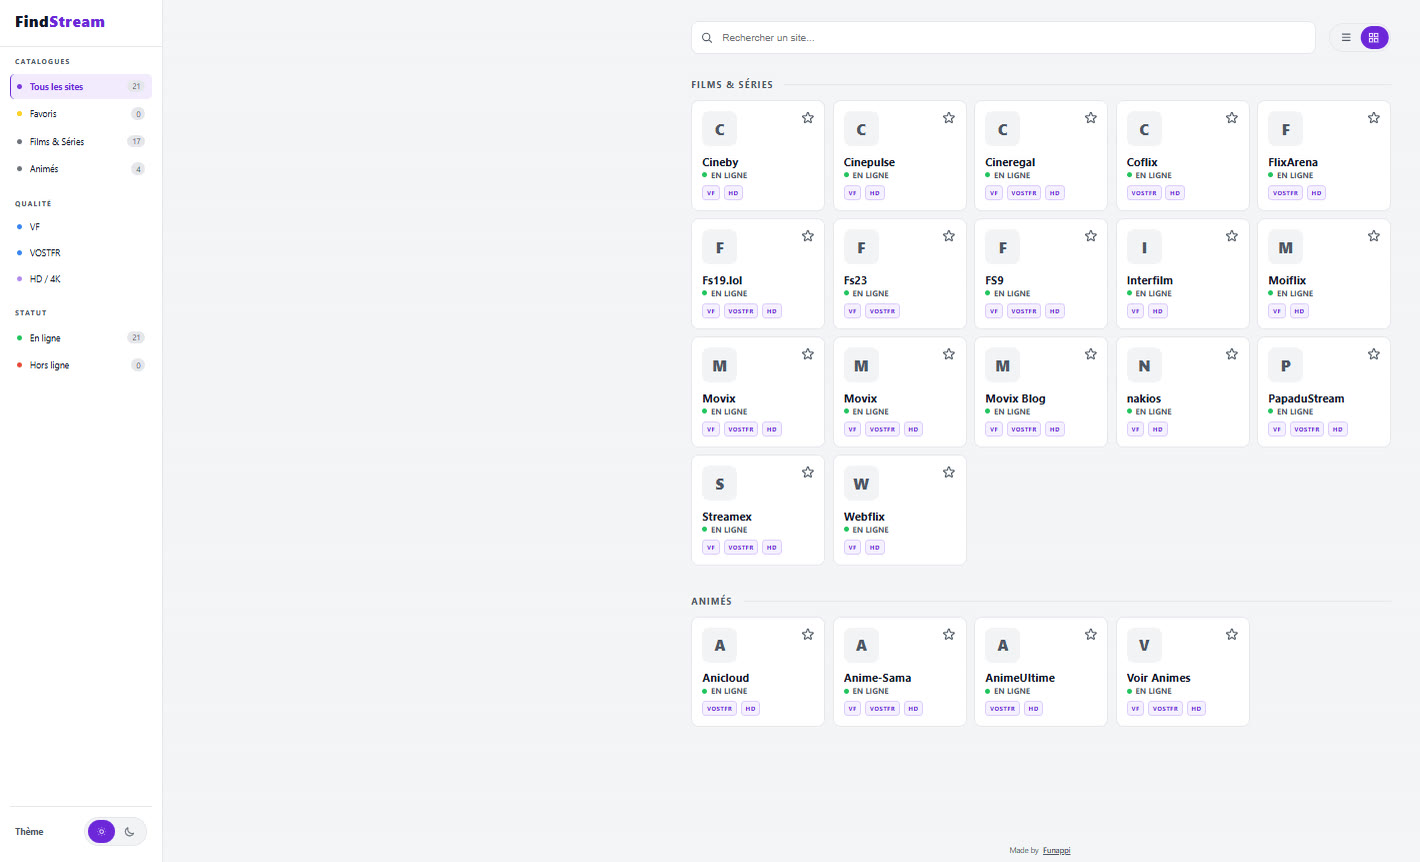 FindStream
CATALOGUES
Tous les sites 21
Favoris 0
Films & Séries 17
Animés 4
QUALITE
VF
VOSTFR
HD / 4K
STATUT
En ligne 21
Hors ligne 0
Thème
Rechercher un site...
FILMS & SÉRIES
C
Cineby
EN LIGNE
VF HD
C
Cinepulse
EN LIGNE
VF HD
C
Cineregal
EN LIGNE
VF VOSTFR HD
C
Coflix
EN LIGNE
VOSTFR HD
F
FlixArena
EN LIGNE
VOSTFR HD
F
Fs19.lol
EN LIGNE
VF VOSTFR HD
F
Fs23
EN LIGNE
VF VOSTFR
F
FS9
EN LIGNE
VF VOSTFR HD
I
Interfilm
EN LIGNE
VF HD
M
Moiflix
EN LIGNE
VF HD
M
Movix
EN LIGNE
VF VOSTFR HD
M
Movix
EN LIGNE
VF VOSTFR HD
M
Movix Blog
EN LIGNE
VF VOSTFR HD
N
nakios
EN LIGNE
VF HD
P
PapaduStream
EN LIGNE
VF VOSTFR HD
S
Streamex
EN LIGNE
VF VOSTFR HD
W
Webflix
EN LIGNE
VF HD
ANIMÉS
A
Anicloud
EN LIGNE
VOSTFR HD
A
Anime-Sama
EN LIGNE
VF VOSTFR HD
A
AnimeUltime
EN LIGNE
VOSTFR HD
V
Voir Animes
EN LIGNE
VF VOSTFR HD
Made by Funappi